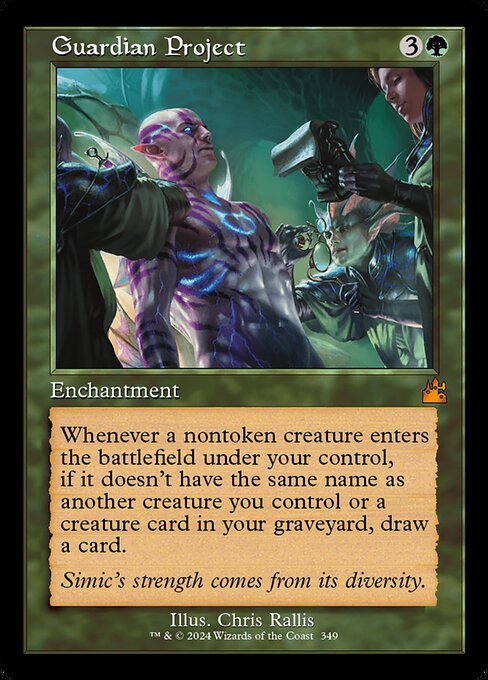 Guardian Project 3
Enchantment
Whenever a nontoken creature enters
the battlefield under your control,
if it doesn't have the same name as
another creature you control or a
creature card in your graveyard, draw
a card.
Simic's strength comes from its diversity.
Illus. Chris Rallis
™ & © 2024 Wizards of the Coast 349